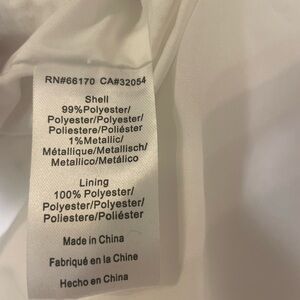 RN#66170 CA#32054
Shell
99%Polyester/
Polyester/Polyester/
Poliestere/Poliéster
1%Metallic/
Métallique/Metallisch/
Metallico/Metálico
Lining
100% Polyester/
Polyester/Polyester/
Poliestere/Poliéster
Made in China
Fabriqué en la Chine
Hecho en China